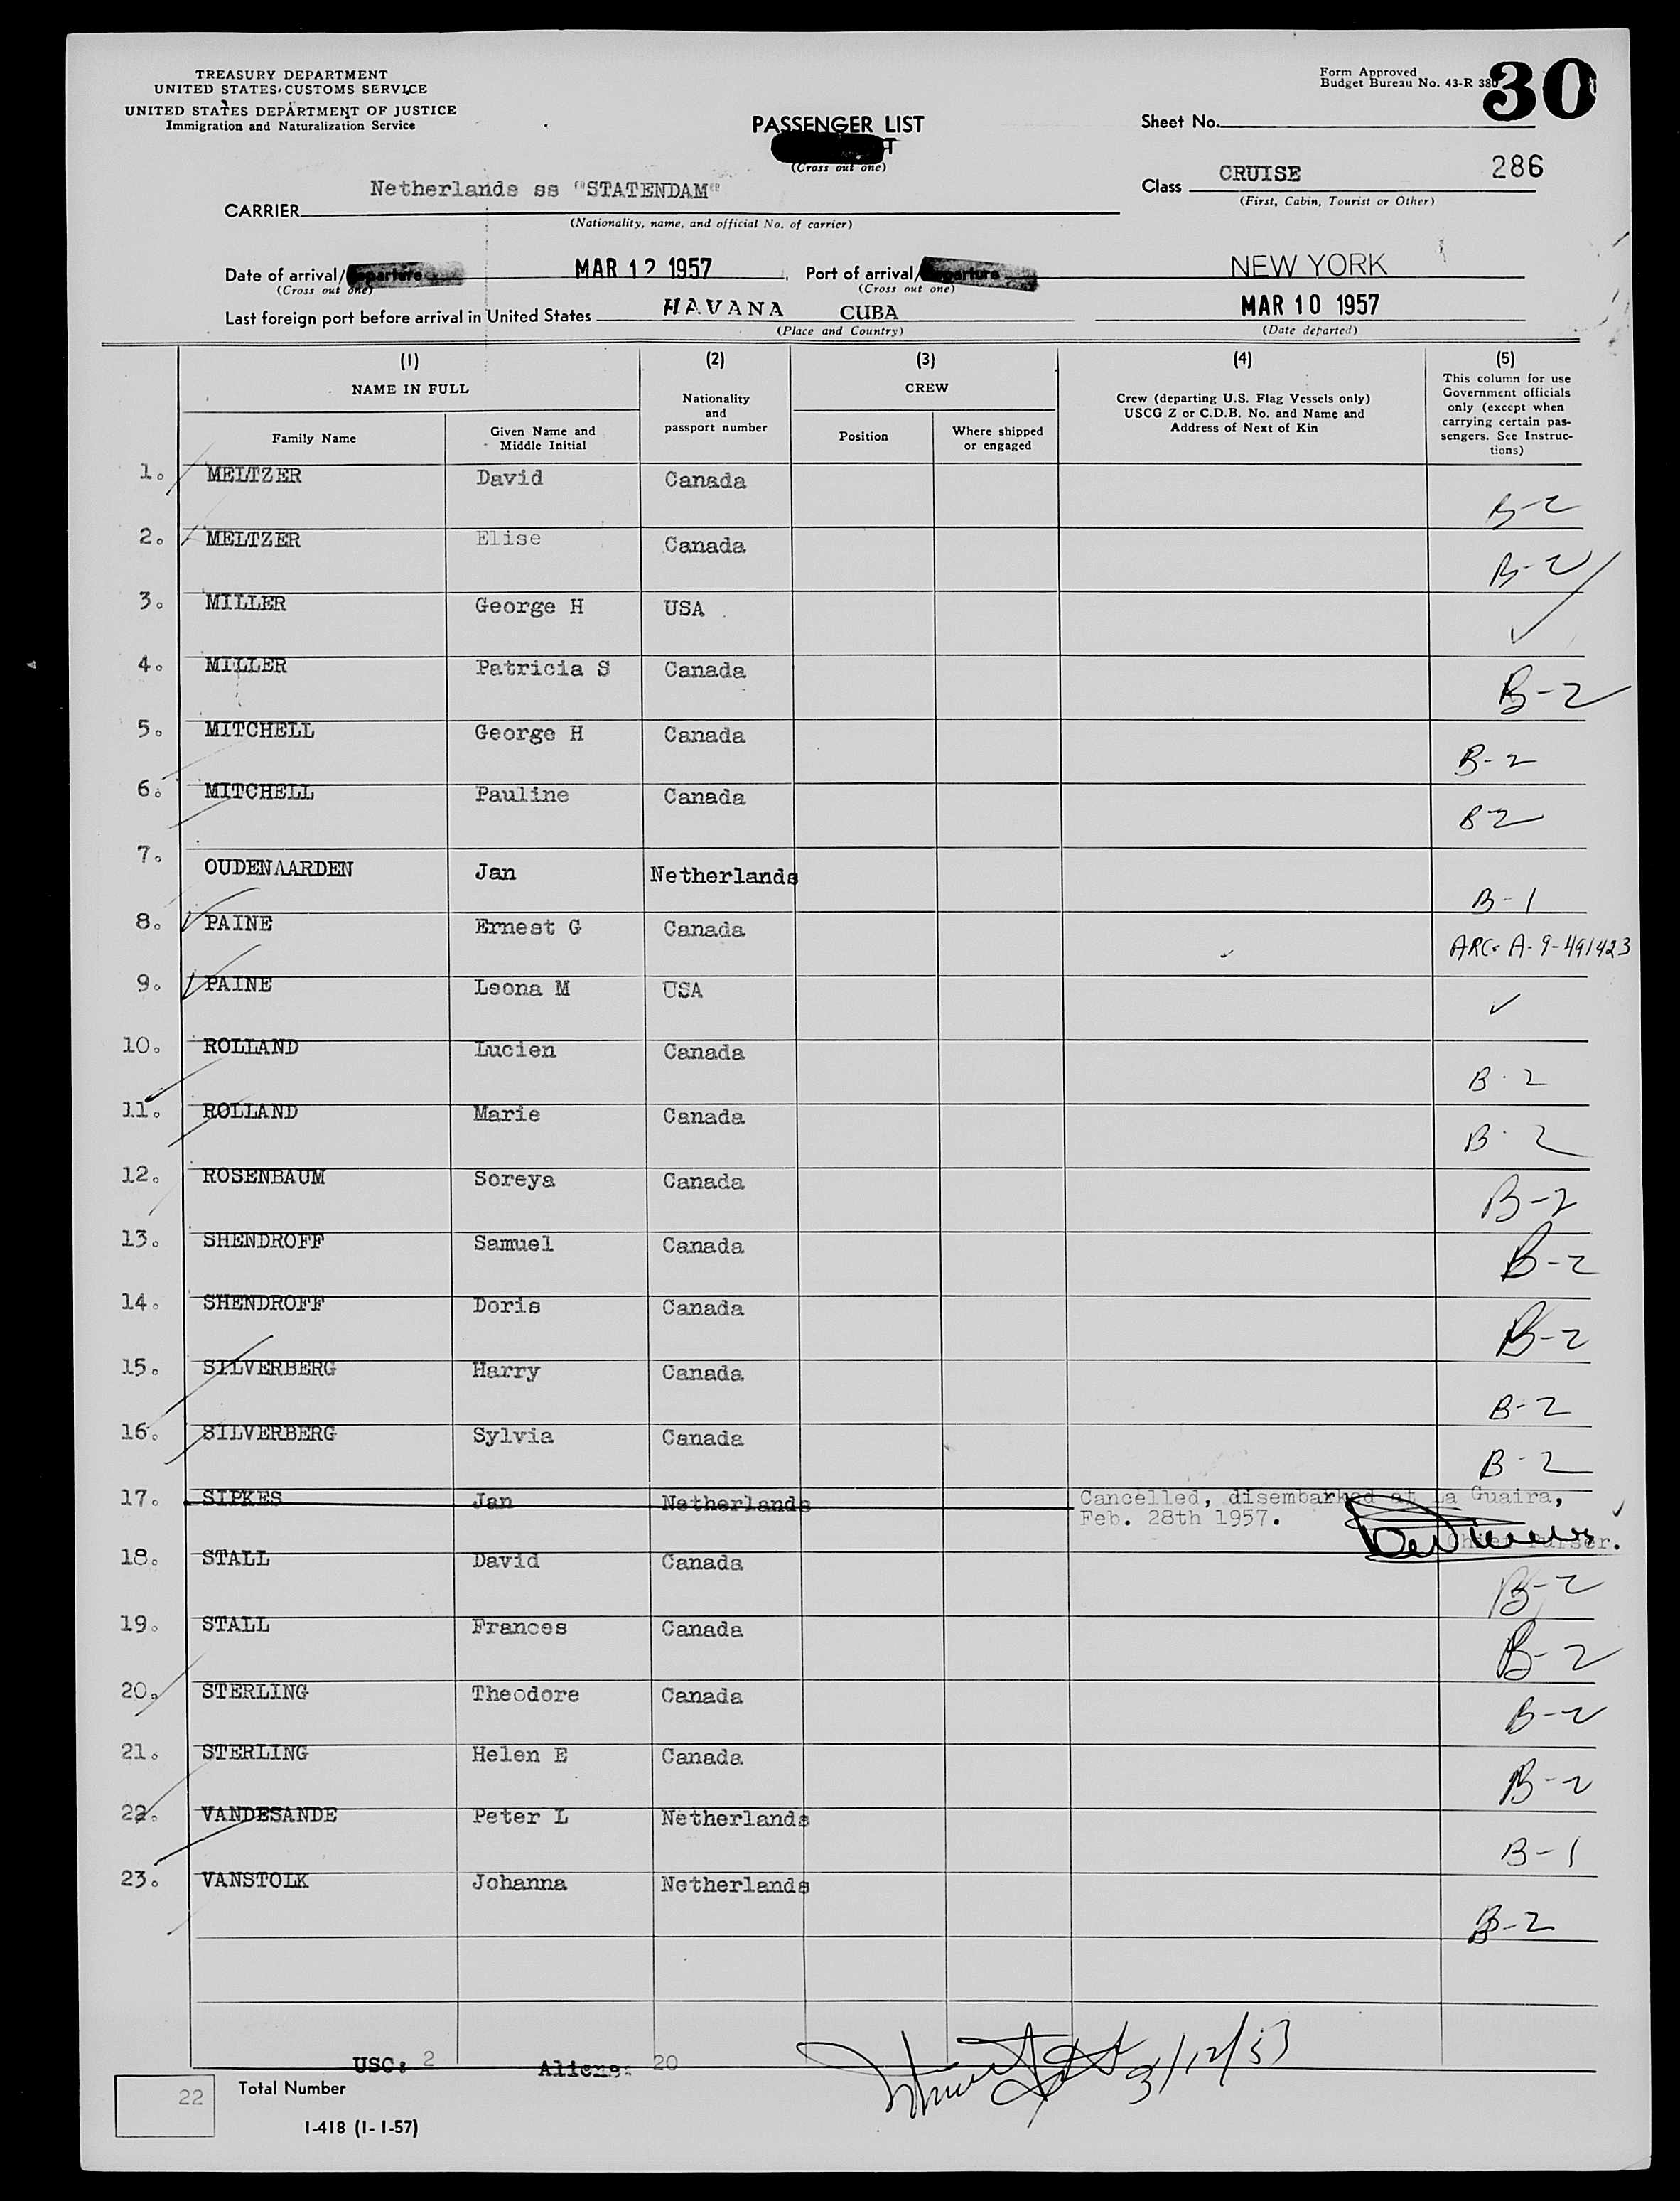 TREASURY DEPARTMENT
UNITED STATES CUSTOMS SERVICE
UNITED STATES DEPARTMENT OF JUSTICE
Immigration and Naturalization Service
Form Approved
Budget Bureau No. 43-R 380
30
PASSENGER LIST
(Cross out one)
Sheet No.
286
Class CRUISE
(First, Cabin, Tourist or Other)
CARRIER Netherlands ss "STATENDAM"
(Nationality, name, and official No. of carrier)
Date of arrival/departure MAR 12 1957 Port of arrival/departure NEW YORK
(Cross out one) (Cross out one)
Last foreign port before arrival in United States HAVANA CUBA MAR 10 1957
(Place and Country) (Date departed)
(1) (2) (3) (4) (5)
NAME IN FULL
Family Name
Given Name and Middle Initial
Nationality and passport number
CREW
Position
Where shipped or engaged
Crew (departing U.S. Flag Vessels only) USCG Z or C.D.B. No. and Name and Address of Next of Kin
This column for use Government officials only (except when carrying certain passengers. See Instructions)
1. MELTZER David Canada B-2
2. MELTZER Elise Canada B-2
3. MILLER George H USA ✓
4. MILLER Patricia S Canada B-2
5. MITCHELL George H Canada B-2
6. MITCHELL Pauline Canada B2
7. OUDENAARDEN Jan Netherlands B-1
8. PAINE Ernest G Canada ARC. A-9-491423
9. PAINE Leona M USA ✓
10. ROLLAND Lucien Canada B-2
11. ROLLAND Marie Canada B-2
12. ROSENBAUM Soreya Canada B-2
13. SHENDROFF Samuel Canada B-2
14. SHENDROFF Doris Canada B-2
15. SILVERBERG Harry Canada B-2
16. SILVERBERG Sylvia Canada B-2
17. SIPKES Jan Netherlands Cancelled, disembarked at La Guaira,
Feb. 28th 1957.
Chief Purser.
18. STALL David Canada B-2
19. STALL Frances Canada B-2
20. STERLING Theodore Canada B-2
21. STERLING Helen E Canada B-2
22. VANDESANDE Peter L Netherlands B-1
23. VANSTOLK Johanna Netherlands B-2
USC: 2 Aliens: 20
22 Total Number
I-418 (1-1-57)